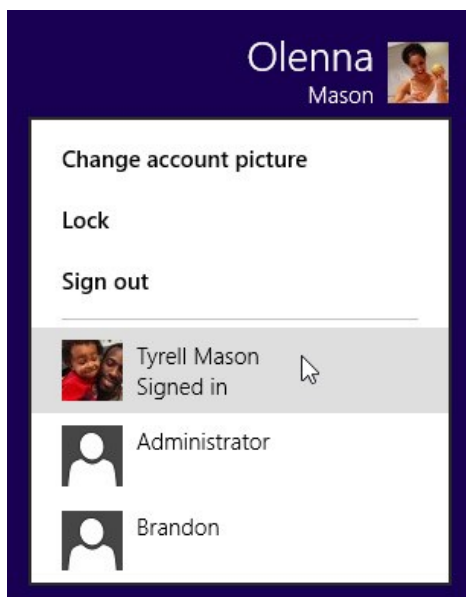 Olenna
Mason
Change account picture
Lock
Sign out
Tyrell Mason
Signed in
Administrator
Brandon